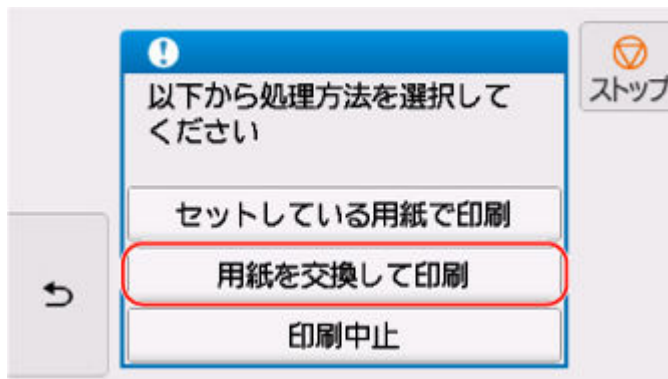 以下から処理方法を選択して
ください
ストップ
セットしている用紙で印刷
用紙を交換して印刷
印刷中止